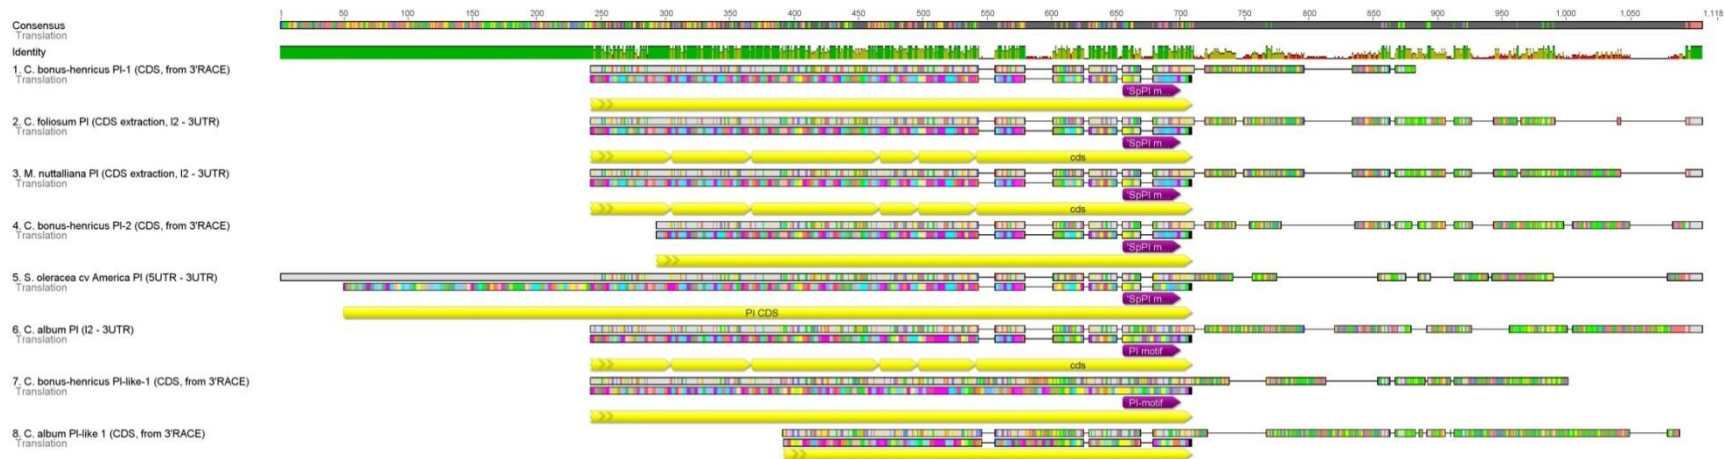 1 50 100 150 200 250 300 350 400 450 500 550 600 650 700 750 800 850 900 950 1,000 1,050 1,118
Consensus
Translation
Identity
1. C. bonus-henricus PI-1 (CDS, from 3'RACE)
Translation
'SpPI m
2. C. foliosum PI (CDS extraction, I2 - 3UTR)
Translation
'SpPI m
cds
3. M. nuttalliana PI (CDS extraction, I2 - 3UTR)
Translation
'SpPI m
cds
4. C. bonus-henricus PI-2 (CDS, from 3'RACE)
Translation
'SpPI m
5. S. oleracea cv America PI (5UTR - 3UTR)
Translation
'SpPI m
PI CDS
6. C. album PI (I2 - 3UTR)
Translation
PI motif
cds
7. C. bonus-henricus PI-like-1 (CDS, from 3'RACE)
Translation
PI-motif
8. C. album PI-like 1 (CDS, from 3'RACE)
Translation